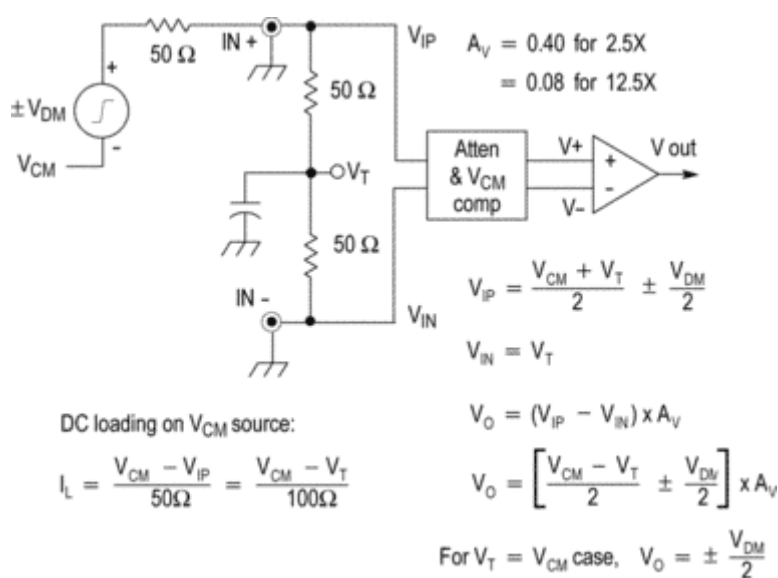 50 Ω
IN +
V_IP
A_V = 0.40 for 2.5X
= 0.08 for 12.5X
+
± V_DM
-
V_CM
50 Ω
V_T
Atten
& V_CM
comp
V+
V–
+
-
V out
50 Ω
IN -
V_IN
V_IP = (V_CM + V_T)/2 ± V_DM/2
V_IN = V_T
V_O = (V_IP − V_IN) x A_V
V_O = [(V_CM − V_T)/2 ± V_DM/2] x A_V
For V_T = V_CM case, V_O = ± V_DM/2
DC loading on V_CM source:
I_L = (V_CM − V_IP)/50Ω = (V_CM − V_T)/100Ω